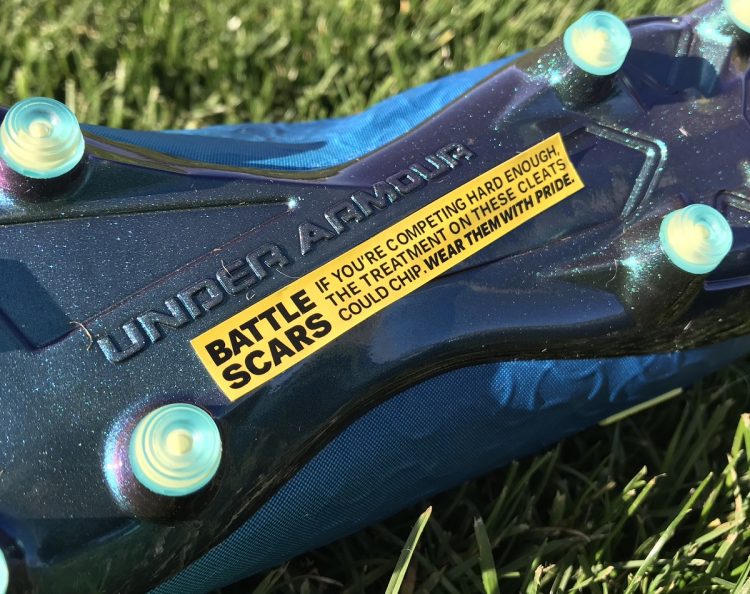 UNDER ARMOUR
BATTLE
SCARS
IF YOU'RE COMPETING HARD ENOUGH,
THE TREATMENT ON THESE CLEATS
COULD CHIP. WEAR THEM WITH PRIDE.